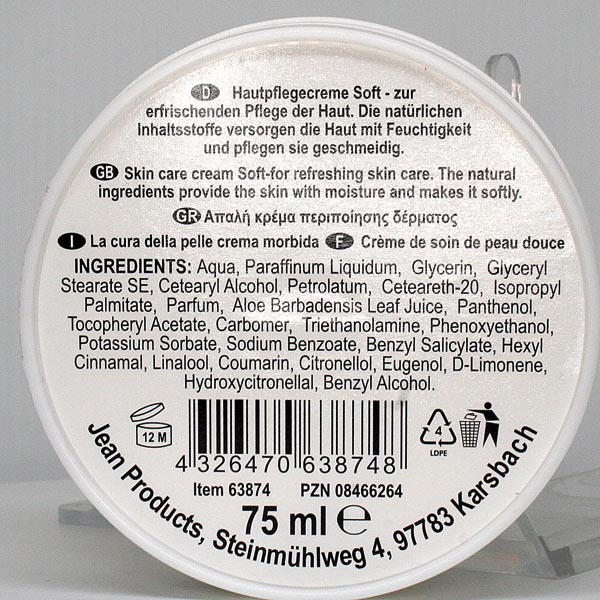 D Hautpflegecreme Soft - zur
erfrischenden Pflege der Haut. Die natürlichen
Inhaltsstoffe versorgen die Haut mit Feuchtigkeit
und pflegen sie geschmeidig.
GB Skin care cream Soft-for refreshing skin care. The natural
ingredients provide the skin with moisture and makes it softly.
GR Απαλή κρέμα περιποίησης δέρματος
I La cura della pelle crema morbida F Crème de soin de peau douce
INGREDIENTS: Aqua, Paraffinum Liquidum, Glycerin, Glyceryl
Stearate SE, Cetearyl Alcohol, Petrolatum, Ceteareth-20, Isopropyl
Palmitate, Parfum, Aloe Barbadensis Leaf Juice, Panthenol,
Tocopheryl Acetate, Carbomer, Triethanolamine, Phenoxyethanol,
Potassium Sorbate, Sodium Benzoate, Benzyl Salicylate, Hexyl
Cinnamal, Linalool, Coumarin, Citronellol, Eugenol, D-Limonene,
Hydroxycitronellal, Benzyl Alcohol.
12 M
4 326470 638748
4
LDPE
Item 63874 PZN 08466264
75 ml ℮
Jean Products, Steinmühlweg 4, 97783 Karsbach